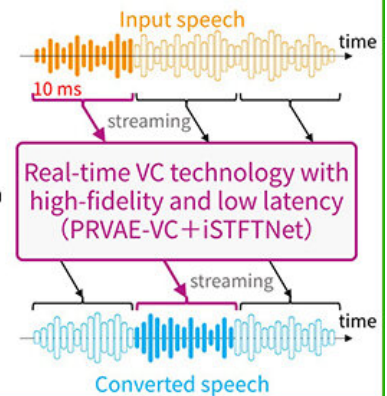 Input speech
time
10 ms
streaming
Real-time VC technology with
high-fidelity and low latency
（PRVAE-VC＋iSTFTNet）
streaming
time
Converted speech